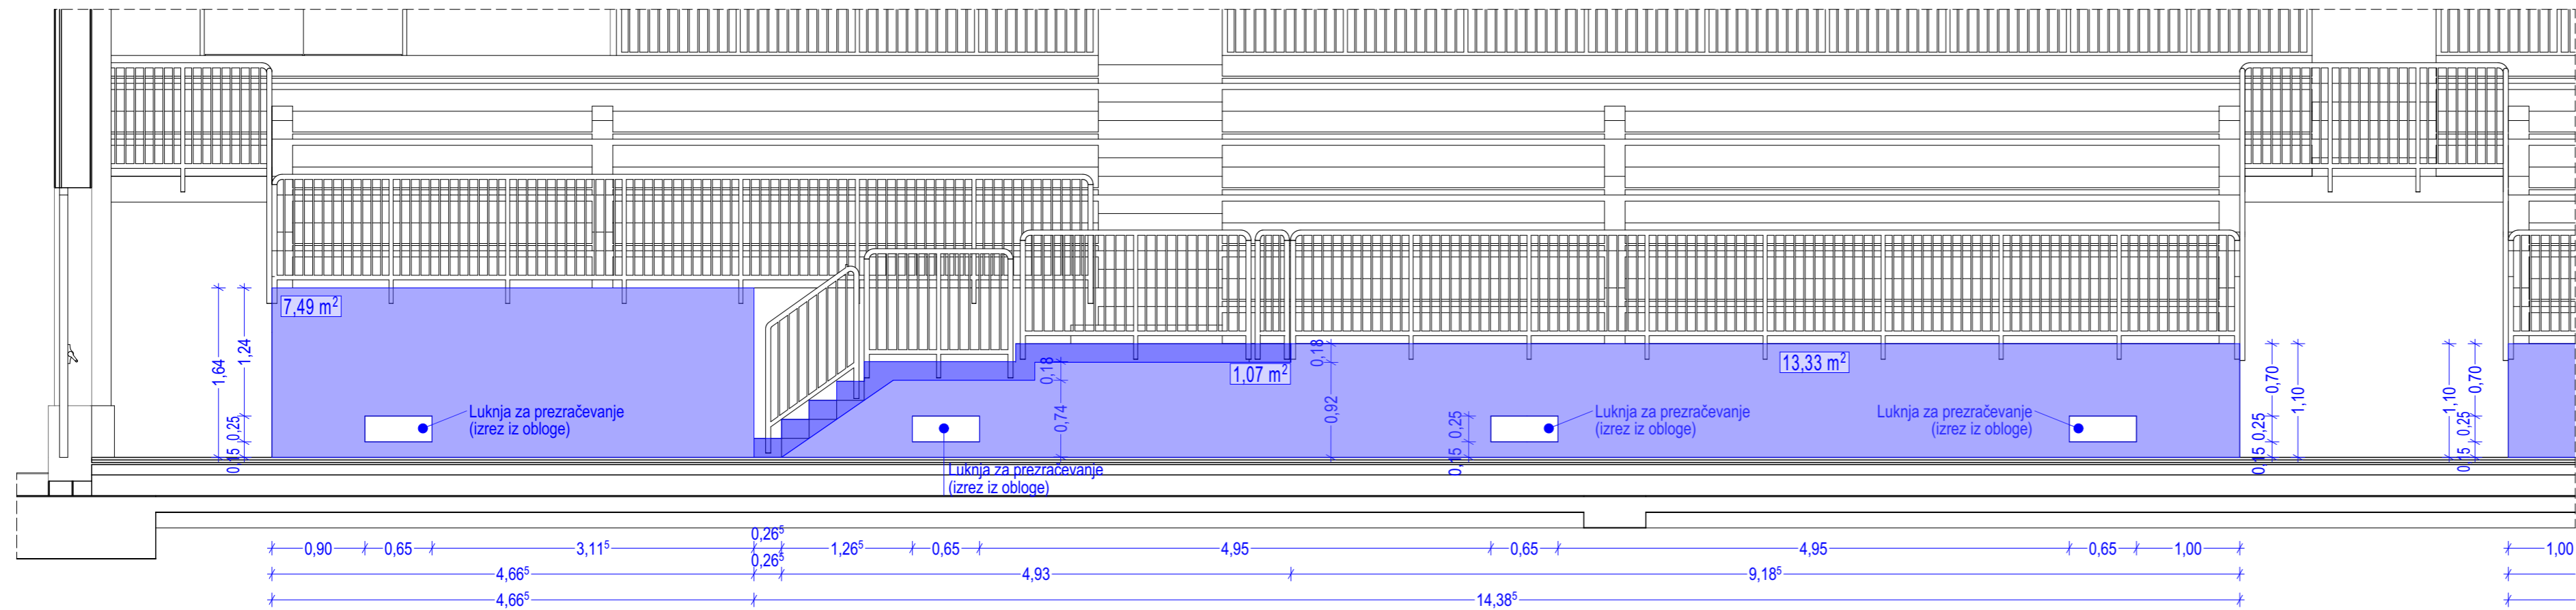 7,49 m²
1,64
1,24
0,25
0,15
Luknja za prezračevanje
(izrez iz obloge)
Luknja za prezračevanje
(izrez iz obloge)
0,18
0,74
1,07 m²
0,18
0,92
13,33 m²
0,25
0,15
Luknja za prezračevanje
(izrez iz obloge)
Luknja za prezračevanje
(izrez iz obloge)
0,70
0,25
0,15
1,10
1,10
0,70
0,25
0,15
0,90 0,65 3,11⁵ 0,26⁵ 1,26⁵ 0,65 4,95 0,65 4,95 0,65 1,00 1,00
4,66⁵ 0,26⁵ 4,93 9,18⁵
4,66⁵ 14,38⁵